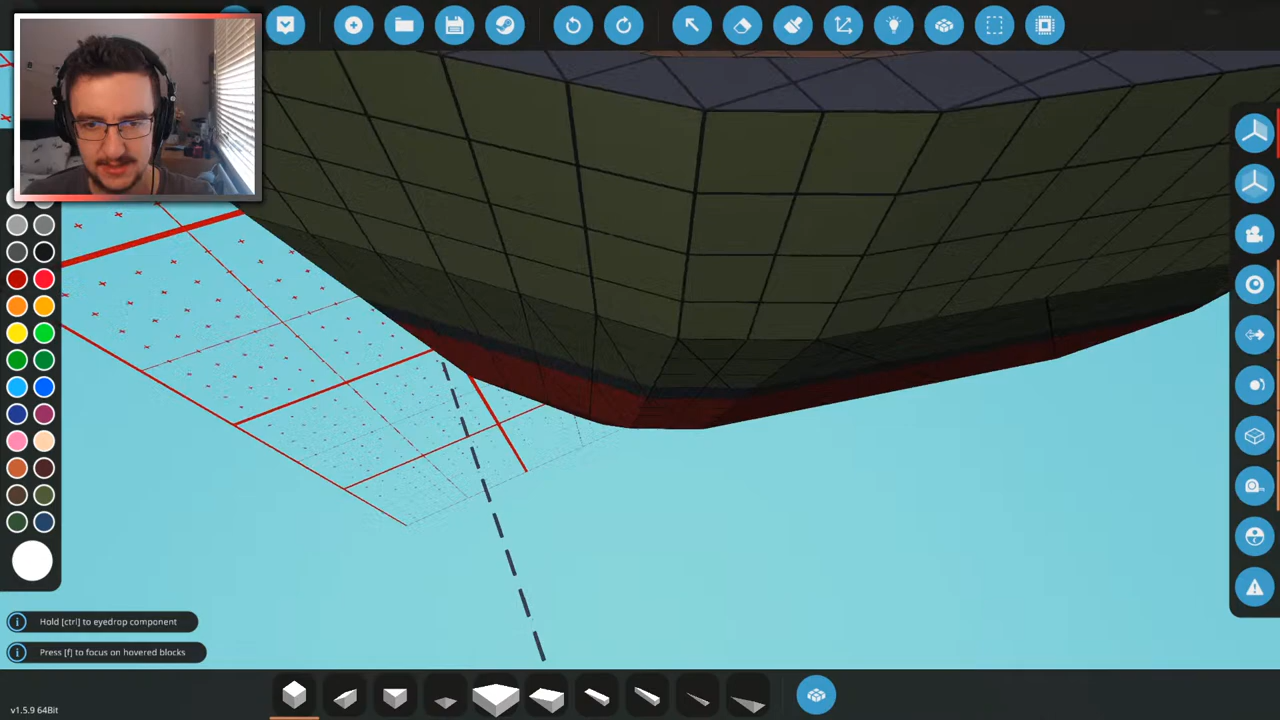 Hold [ctrl] to eyedrop component
Press [f] to focus on hovered blocks
v1.5.9 64Bit